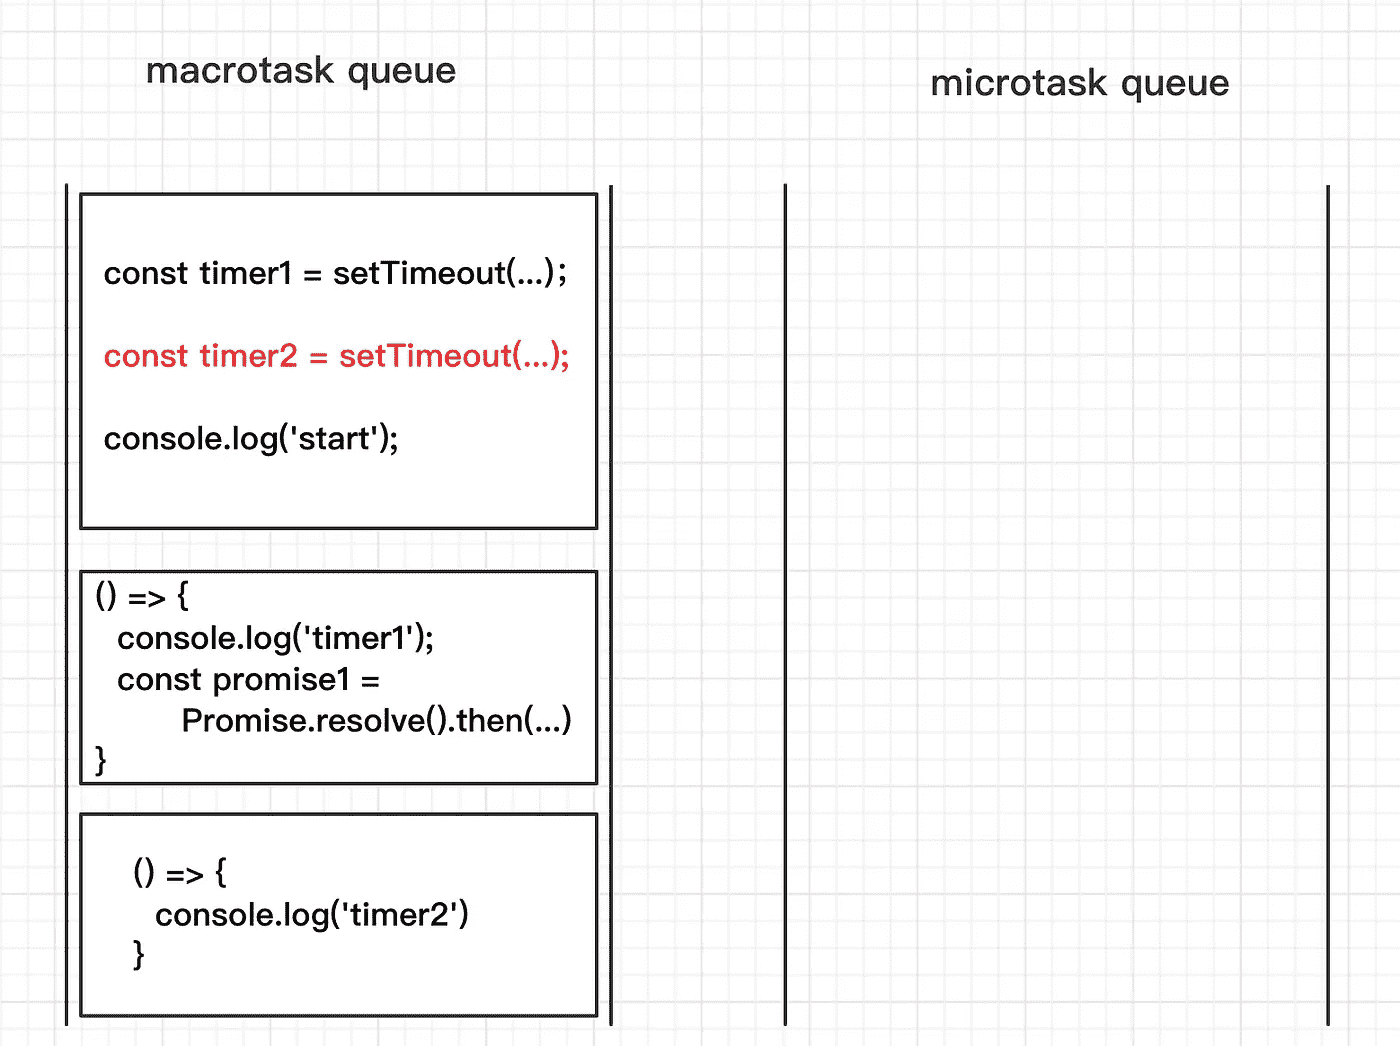 macrotask queue
microtask queue
const timer1 = setTimeout(...);
const timer2 = setTimeout(...);
console.log('start');
() => {
console.log('timer1');
const promise1 =
Promise.resolve().then(...)
}
() => {
console.log('timer2')
}